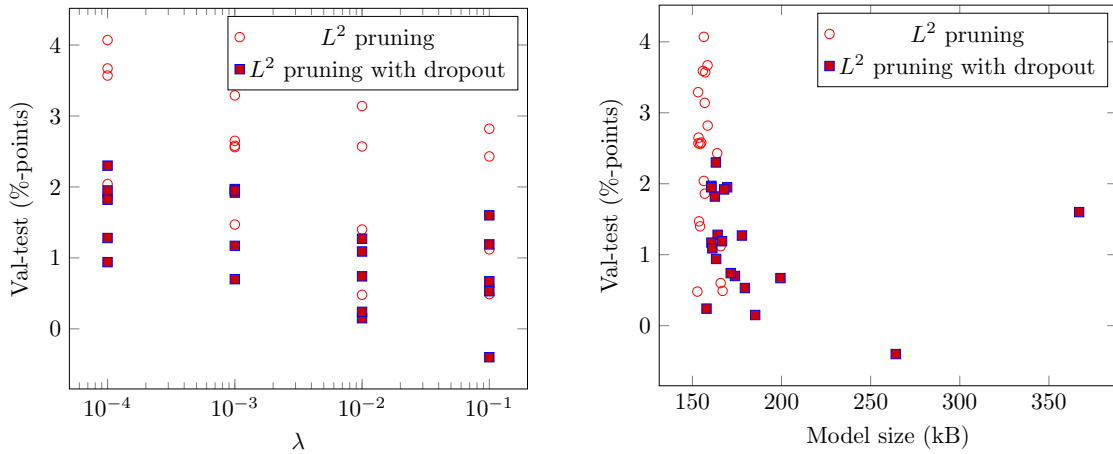 L² pruning
L² pruning with dropout
Val-test (%-points)
4
3
2
1
0
10⁻⁴ 10⁻³ 10⁻² 10⁻¹
λ
L² pruning
L² pruning with dropout
Val-test (%-points)
4
3
2
1
0
150 200 250 300 350
Model size (kB)